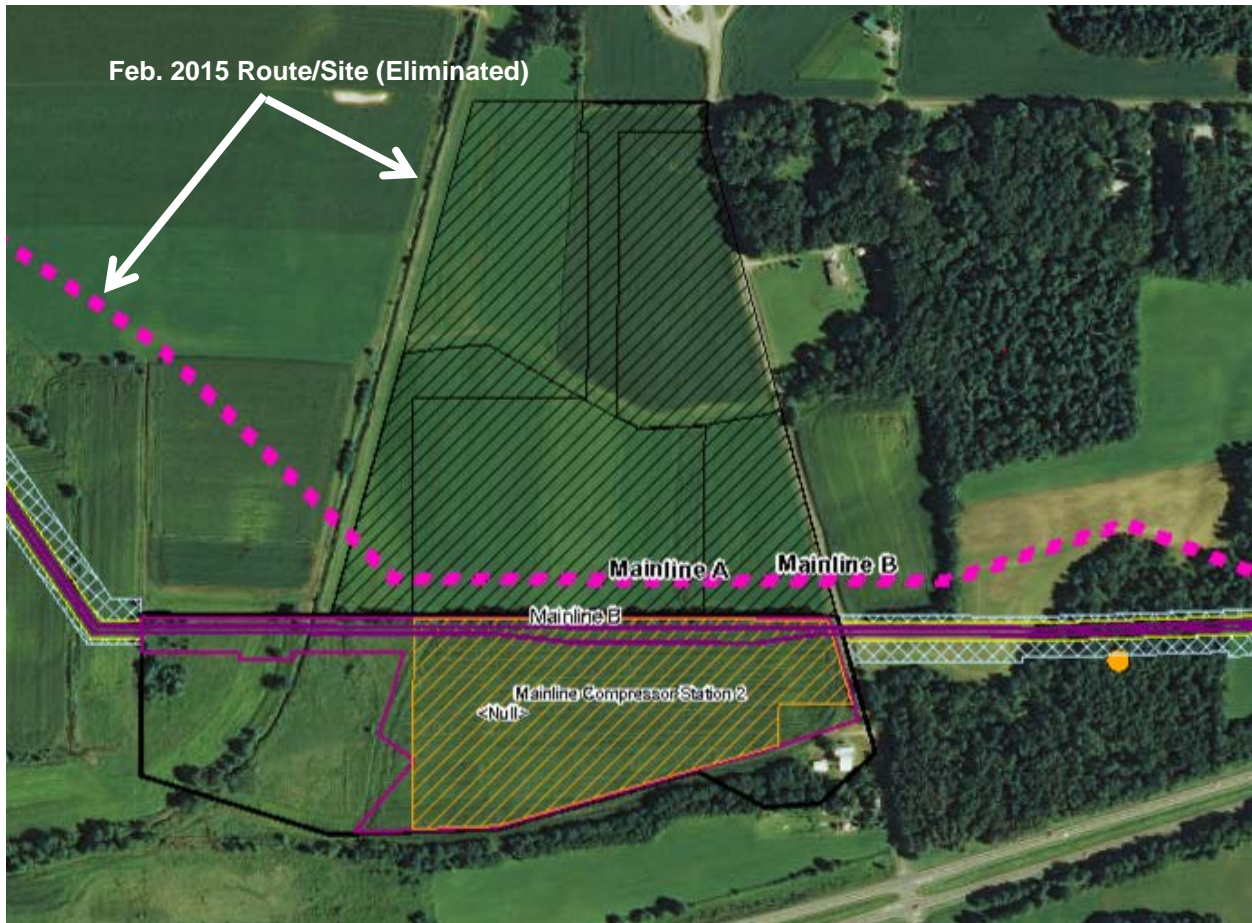 Feb. 2015 Route/Site (Eliminated)
Mainline A
Mainline B
Mainline B
Mainline Compressor Station 2
<Null>